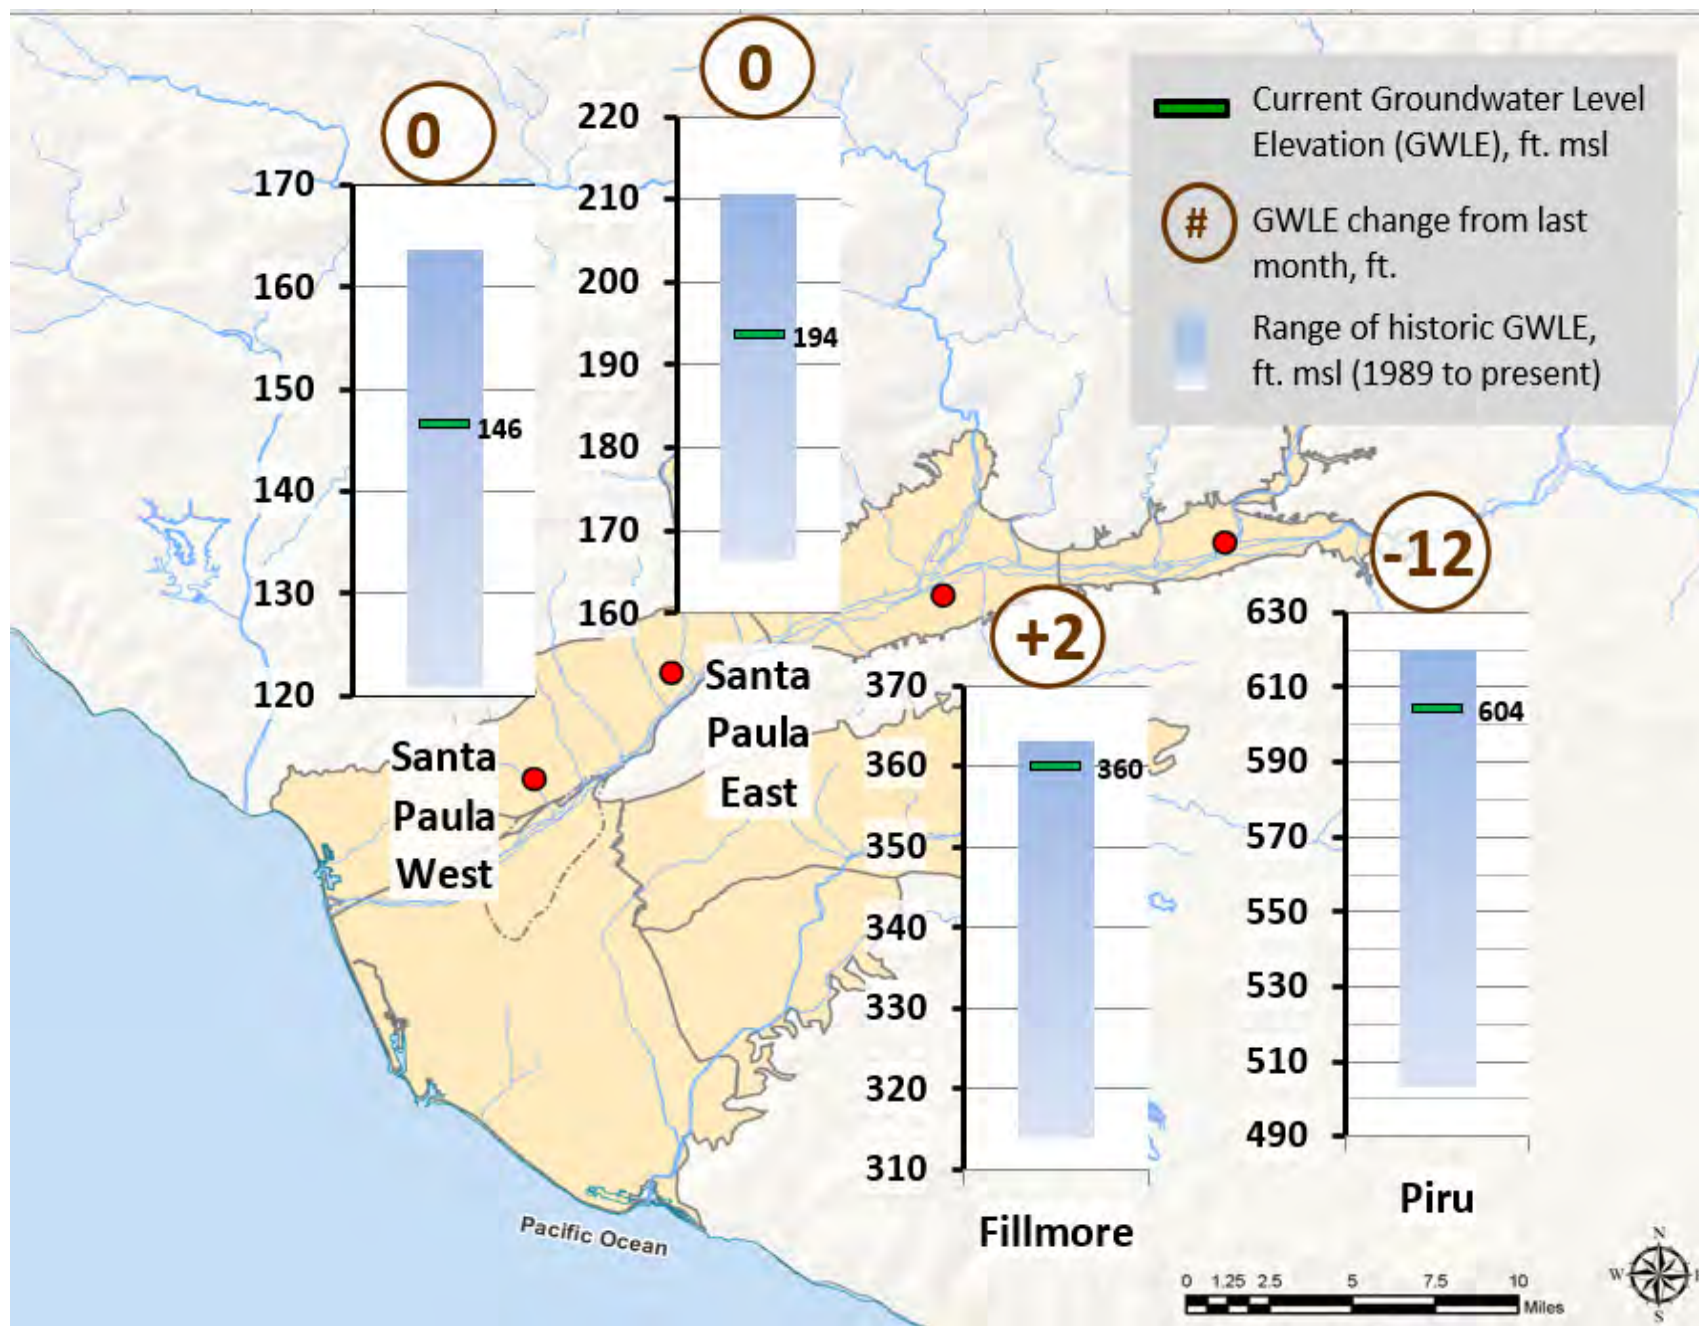 0
170
160
150
140
130
120
146
Santa
Paula
West
0
220
210
200
190
180
170
160
194
Santa
Paula
East
Current Groundwater Level
Elevation (GWLE), ft. msl
#
GWLE change from last
month, ft.
Range of historic GWLE,
ft. msl (1989 to present)
+2
370
360
350
340
330
320
310
360
Fillmore
-12
630
610
590
570
550
530
510
490
604
Piru
Pacific Ocean
0 1.25 2.5 5 7.5 10
Miles
N
W
S